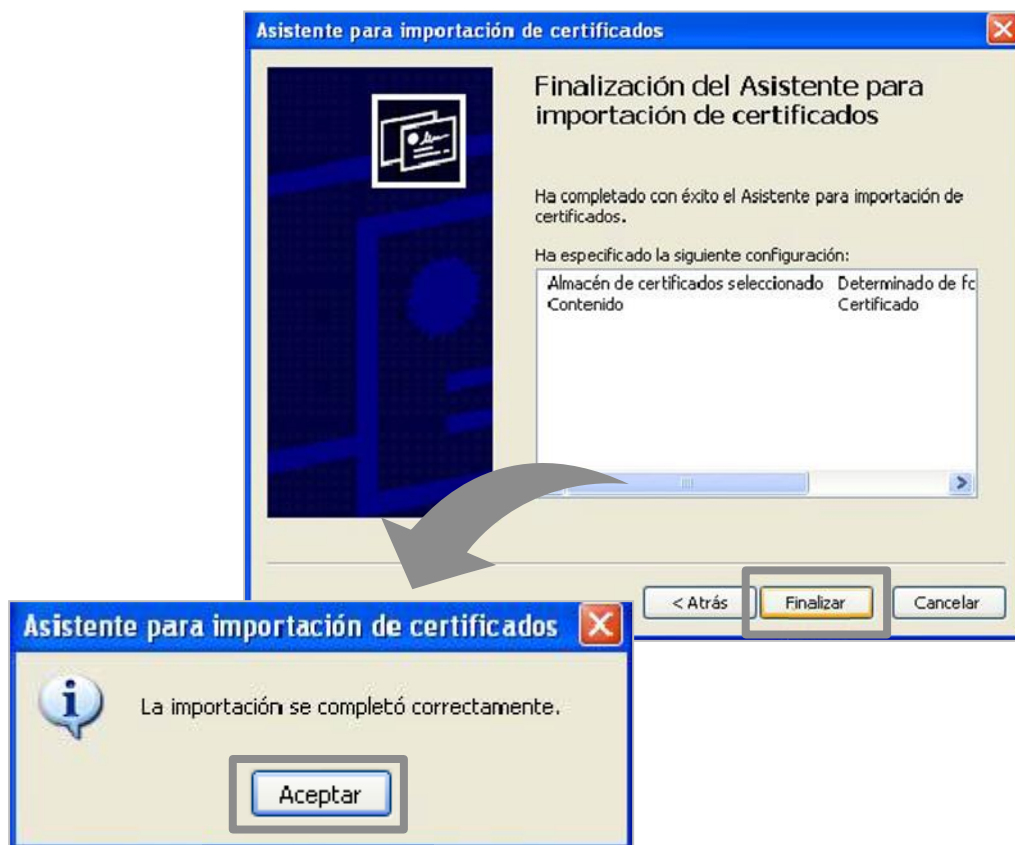 Asistente para importación de certificados
Finalización del Asistente para
importación de certificados
Ha completado con éxito el Asistente para importación de
certificados.
Ha especificado la siguiente configuración:
Almacén de certificados seleccionado Determinado de fo
Contenido Certificado
< Atrás Finalizar Cancelar
Asistente para importación de certificados
La importación se completó correctamente.
Aceptar